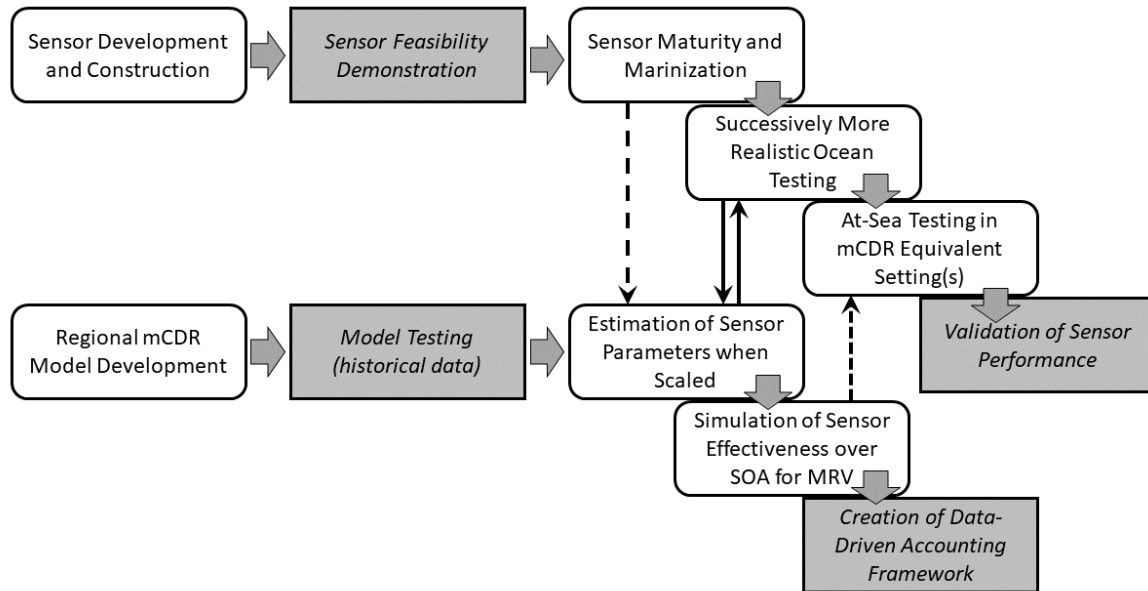 Sensor Development
and Construction
Sensor Feasibility
Demonstration
Sensor Maturity and
Marinization
Successively More
Realistic Ocean
Testing
At-Sea Testing in
mCDR Equivalent
Setting(s)
Validation of Sensor
Performance
Regional mCDR
Model Development
Model Testing
(historical data)
Estimation of Sensor
Parameters when
Scaled
Simulation of Sensor
Effectiveness over
SOA for MRV
Creation of Data-
Driven Accounting
Framework